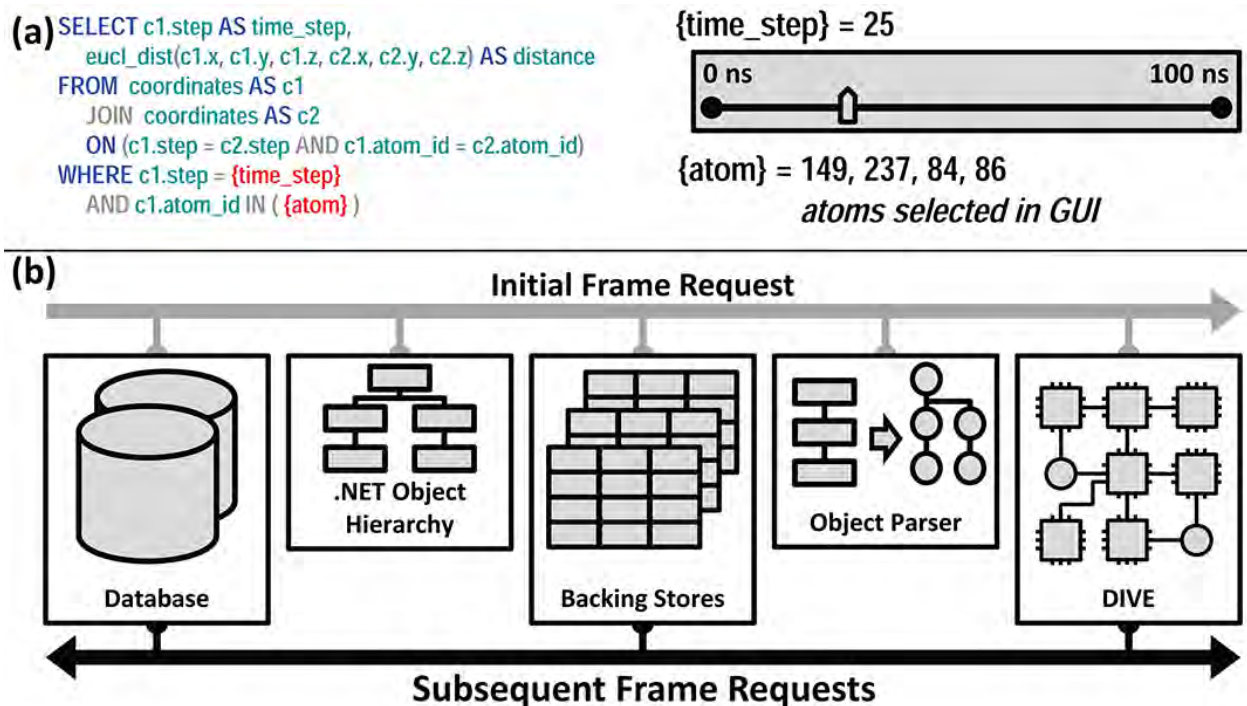 (a)
SELECT c1.step AS time_step,
eucl_dist(c1.x, c1.y, c1.z, c2.x, c2.y, c2.z) AS distance
FROM coordinates AS c1
JOIN coordinates AS c2
ON (c1.step = c2.step AND c1.atom_id = c2.atom_id)
WHERE c1.step = {time_step}
AND c1.atom_id IN ( {atom} )
{time_step} = 25
0 ns 100 ns
{atom} = 149, 237, 84, 86
atoms selected in GUI
(b)
Initial Frame Request
Database
.NET Object
Hierarchy
Backing Stores
Object Parser
DIVE
Subsequent Frame Requests